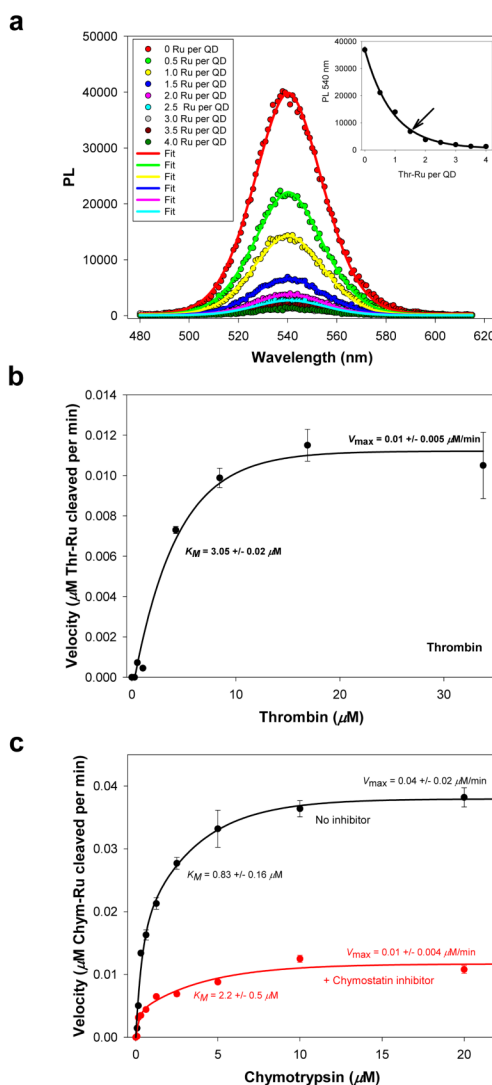 a
50000
40000
30000
20000
10000
0
PL
0 Ru per QD
0.5 Ru per QD
1.0 Ru per QD
1.5 Ru per QD
2.0 Ru per QD
2.5 Ru per QD
3.0 Ru per QD
3.5 Ru per QD
4.0 Ru per QD
Fit
Fit
Fit
Fit
Fit
Fit
40000
30000
20000
10000
0
PL 540 nm
0 1 2 3 4
Thr-Ru per QD
480 500 520 540 560 580 600 620
Wavelength (nm)
b
0.014
0.012
0.010
0.008
0.006
0.004
0.002
0.000
Velocity (µM Thr-Ru cleaved per min)
Vmax = 0.01 +/- 0.005 µM/min
KM = 3.05 +/- 0.02 µM
Thrombin
0 10 20 30
Thrombin (µM)
c
0.04
0.03
0.02
0.01
0.00
Velocity (µM Chym-Ru cleaved per min)
Vmax = 0.04 +/- 0.02 µM/min
No inhibitor
KM = 0.83 +/- 0.16 µM
Vmax = 0.01 +/- 0.004 µM/min
+ Chymostatin inhibitor
KM = 2.2 +/- 0.5 µM
0 5 10 15 20
Chymotrypsin (µM)